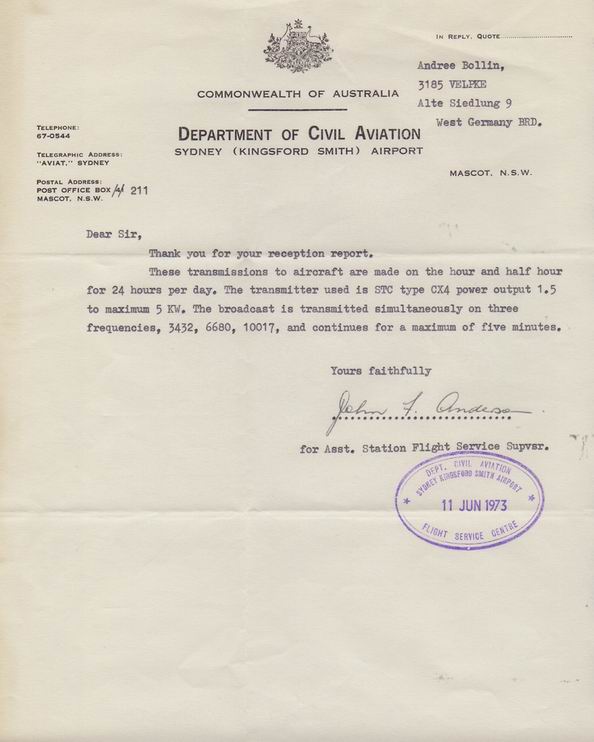 IN REPLY, QUOTE
Andree Bollin,
3185 VELPKE
Alte Siedlung 9
West Germany BRD.
COMMONWEALTH OF AUSTRALIA
DEPARTMENT OF CIVIL AVIATION
SYDNEY (KINGSFORD SMITH) AIRPORT
MASCOT, N.S.W.
TELEPHONE:
67-0544
TELEGRAPHIC ADDRESS:
"AVIAT," SYDNEY
POSTAL ADDRESS:
POST OFFICE BOX 211
MASCOT, N.S.W.
Dear Sir,
Thank you for your reception report.
These transmissions to aircraft are made on the hour and half hour
for 24 hours per day. The transmitter used is STC type CX4 power output 1.5
to maximum 5 KW. The broadcast is transmitted simultaneously on three
frequencies, 3432, 6680, 10017, and continues for a maximum of five minutes.
Yours faithfully
John F. Anderson
for Asst. Station Flight Service Supvsr.
DEPT. CIVIL AVIATION
SYDNEY KINGSFORD SMITH AIRPORT
11 JUN 1973
FLIGHT SERVICE CENTRE